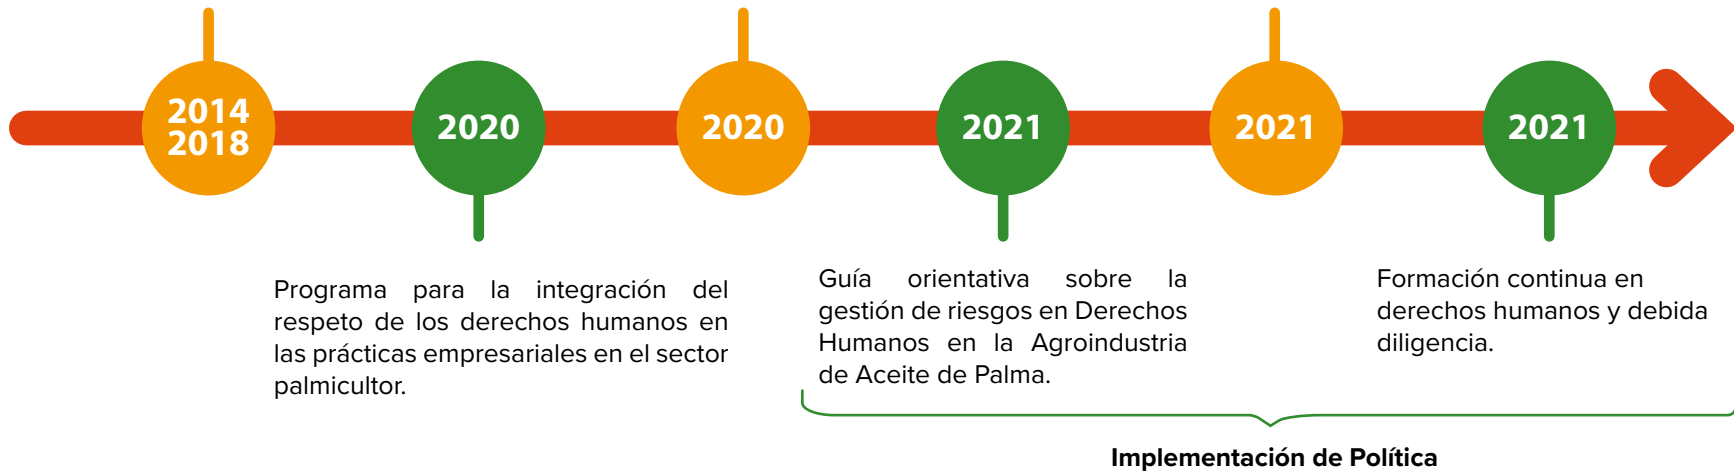 2014
2018
2020
2020
2021
2021
2021
Programa para la integración del
respeto de los derechos humanos en
las prácticas empresariales en el sector
palmicultor.
Guía orientativa sobre la
gestión de riesgos en Derechos
Humanos en la Agroindustria
de Aceite de Palma.
Formación continua en
derechos humanos y debida
diligencia.
Implementación de Política